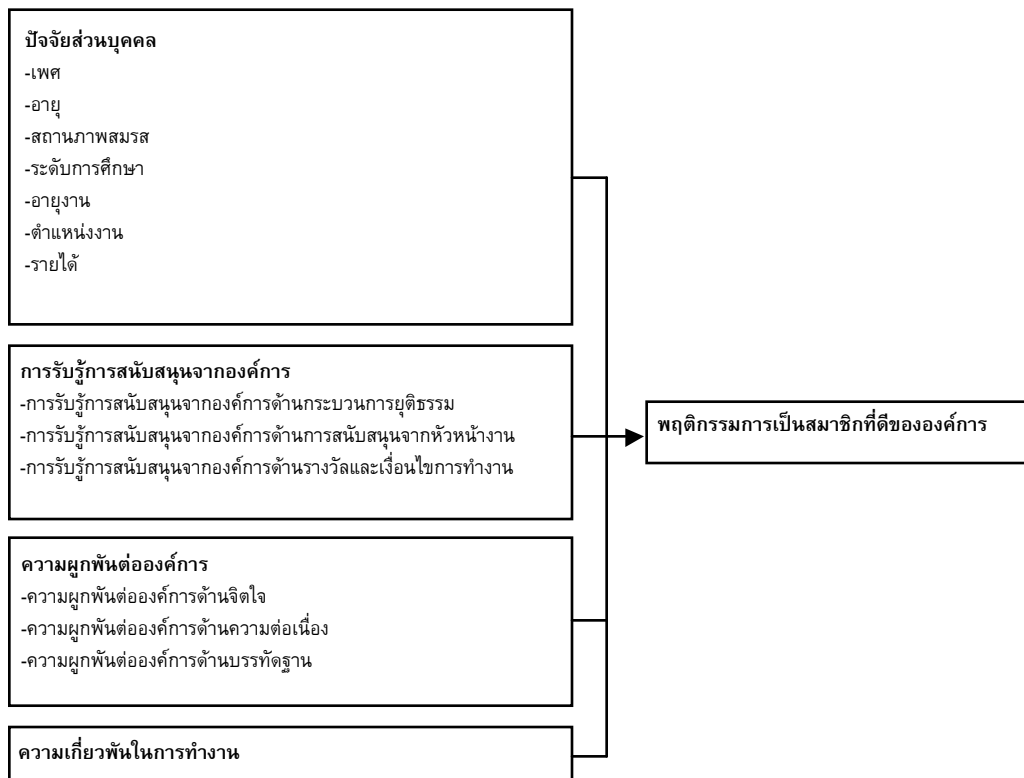 ปัจจัยส่วนบุคคล
-เพศ
-อายุ
-สถานภาพสมรส
-ระดับการศึกษา
-อายุงาน
-ตำแหน่งงาน
-รายได้
การรับรู้การสนับสนุนจากองค์การ
-การรับรู้การสนับสนุนจากองค์การด้านกระบวนการยุติธรรม
-การรับรู้การสนับสนุนจากองค์การด้านการสนับสนุนจากหัวหน้างาน
-การรับรู้การสนับสนุนจากองค์การด้านรางวัลและเงื่อนไขการทำงาน
พฤติกรรมการเป็นสมาชิกที่ดีขององค์การ
ความผูกพันต่อองค์การ
-ความผูกพันต่อองค์การด้านจิตใจ
-ความผูกพันต่อองค์การด้านความต่อเนื่อง
-ความผูกพันต่อองค์การด้านบรรทัดฐาน
ความเกี่ยวพันในการทำงาน